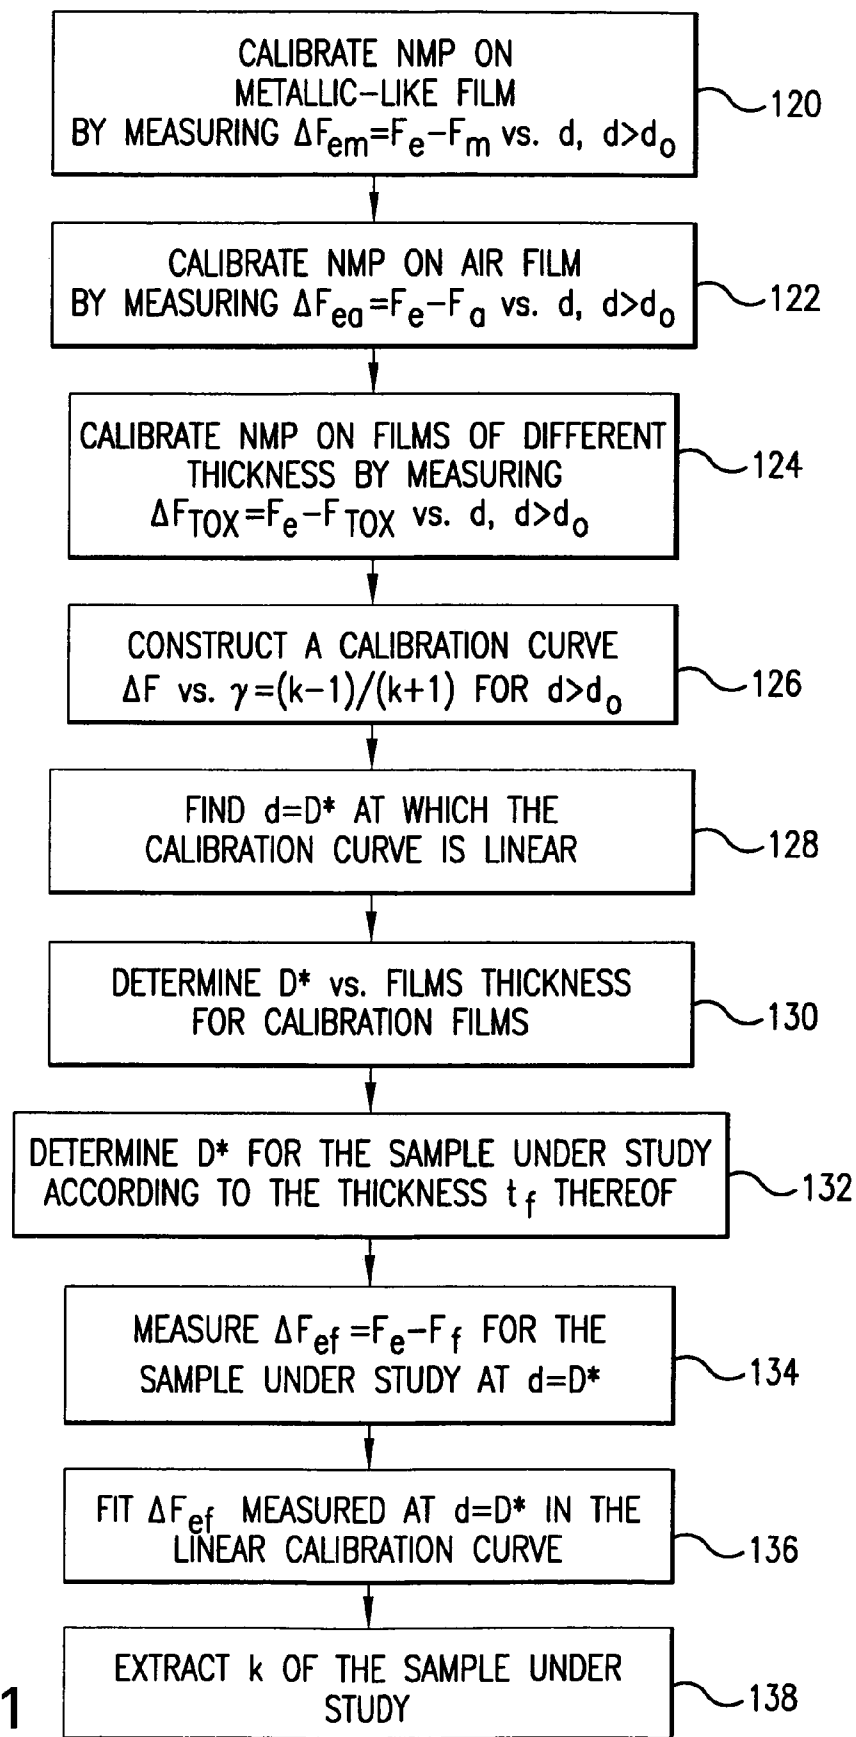 CALIBRATE NMP ON
METALLIC-LIKE FILM
BY MEASURING ΔFem=Fe-Fm vs. d, d>do
120
CALIBRATE NMP ON AIR FILM
BY MEASURING ΔFea=Fe-Fa vs. d, d>do
122
CALIBRATE NMP ON FILMS OF DIFFERENT
THICKNESS BY MEASURING
ΔFTOX=Fe-FTOX vs. d, d>do
124
CONSTRUCT A CALIBRATION CURVE
ΔF vs. γ=(k-1)/(k+1) FOR d>do
126
FIND d=D* AT WHICH THE
CALIBRATION CURVE IS LINEAR
128
DETERMINE D* vs. FILMS THICKNESS
FOR CALIBRATION FILMS
130
DETERMINE D* FOR THE SAMPLE UNDER STUDY
ACCORDING TO THE THICKNESS tf THEREOF
132
MEASURE ΔFef=Fe-Ff FOR THE
SAMPLE UNDER STUDY AT d=D*
134
FIT ΔFef MEASURED AT d=D* IN THE
LINEAR CALIBRATION CURVE
136
EXTRACT k OF THE SAMPLE UNDER
STUDY
138
1